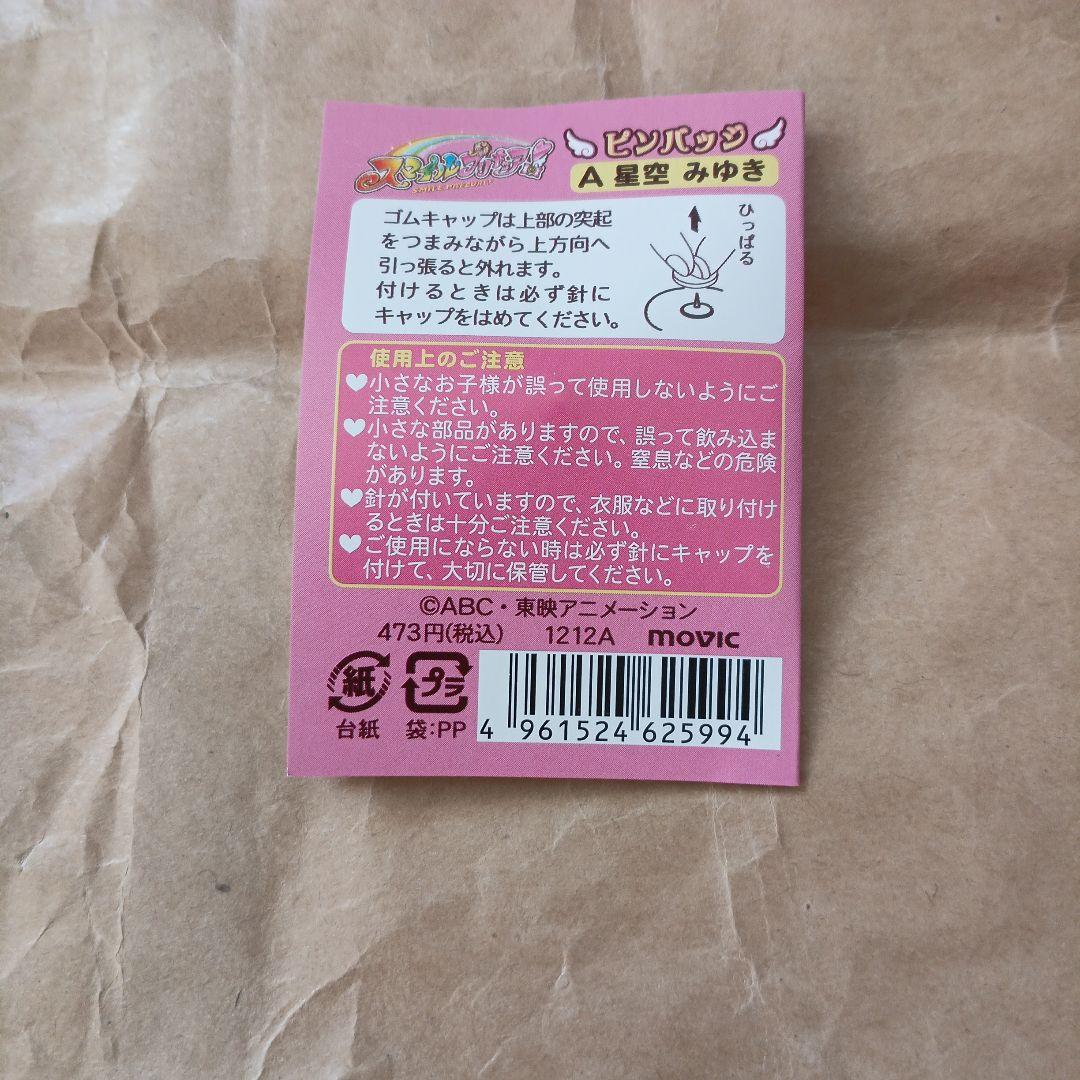 スマイルプリキュア!
SMILE PRECURE!
ピンバッジ
A 星空 みゆき
ゴムキャップは上部の突起
をつまみながら上方向へ
引っ張ると外れます。
付けるときは必ず針に
キャップをはめてください。
ひっぱる
使用上のご注意
小さなお子様が誤って使用しないようにご
注意ください。
小さな部品がありますので、誤って飲み込ま
ないようにご注意ください。窒息などの危険
があります。
針が付いていますので、衣服などに取り付け
るときは十分ご注意ください。
ご使用にならない時は必ず針にキャップを
付けて、大切に保管してください。
©ABC・東映アニメーション
473円(税込) 1212A movic
紙 プラ
台紙 袋:PP
4 961524 625994